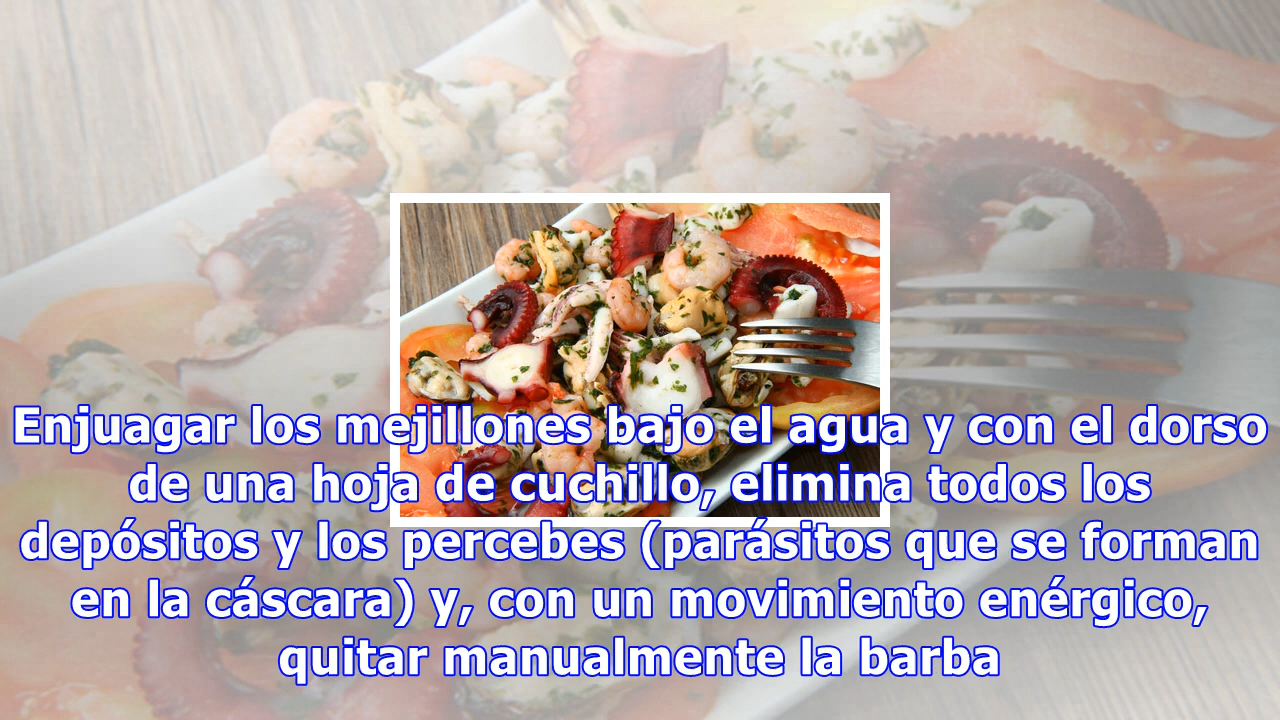 Enjuagar los mejillones bajo el agua y con el dorso
de una hoja de cuchillo, elimina todos los
depósitos y los percebes (parásitos que se forman
en la cáscara) y, con un movimiento enérgico,
quitar manualmente la barba